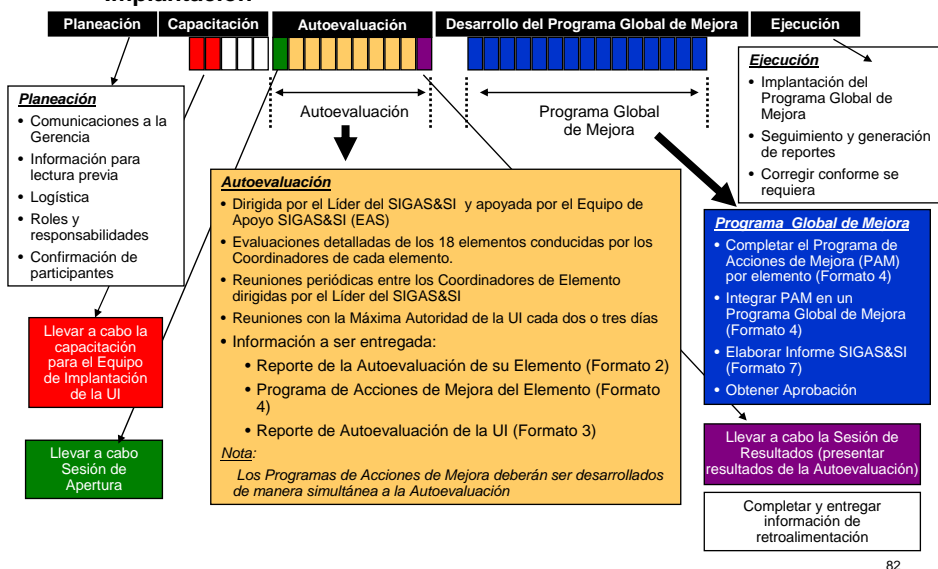 Implantación
Planeación
Capacitación
Autoevaluación
Desarrollo del Programa Global de Mejora
Ejecución
Planeación
• Comunicaciones a la
Gerencia
• Información para
lectura previa
• Logística
• Roles y
responsabilidades
• Confirmación de
participantes
Llevar a cabo la
capacitación
para el Equipo
de Implantación
de la UI
Llevar a cabo
Sesión de
Apertura
Autoevaluación
Autoevaluación
• Dirigida por el Líder del SIGAS&SI y apoyada por el Equipo de
Apoyo SIGAS&SI (EAS)
• Evaluaciones detalladas de los 18 elementos conducidas por los
Coordinadores de cada elemento.
• Reuniones periódicas entre los Coordinadores de Elemento
dirigidas por el Líder del SIGAS&SI
• Reuniones con la Máxima Autoridad de la UI cada dos o tres días
• Información a ser entregada:
• Reporte de la Autoevaluación de su Elemento (Formato 2)
• Programa de Acciones de Mejora del Elemento (Formato
4)
• Reporte de Autoevaluación de la UI (Formato 3)
Nota:
Los Programas de Acciones de Mejora deberán ser desarrollados
de manera simultánea a la Autoevaluación
Programa Global
de Mejora
Ejecución
• Implantación del
Programa Global de
Mejora
• Seguimiento y generación
de reportes
• Corregir conforme se
requiera
Programa Global de Mejora
• Completar el Programa de
Acciones de Mejora (PAM)
por elemento (Formato 4)
• Integrar PAM en un
Programa Global de Mejora
(Formato 4)
• Elaborar Informe SIGAS&SI
(Formato 7)
• Obtener Aprobación
Llevar a cabo la Sesión de
Resultados (presentar
resultados de la Autoevaluación)
Completar y entregar
información de
retroalimentación
82